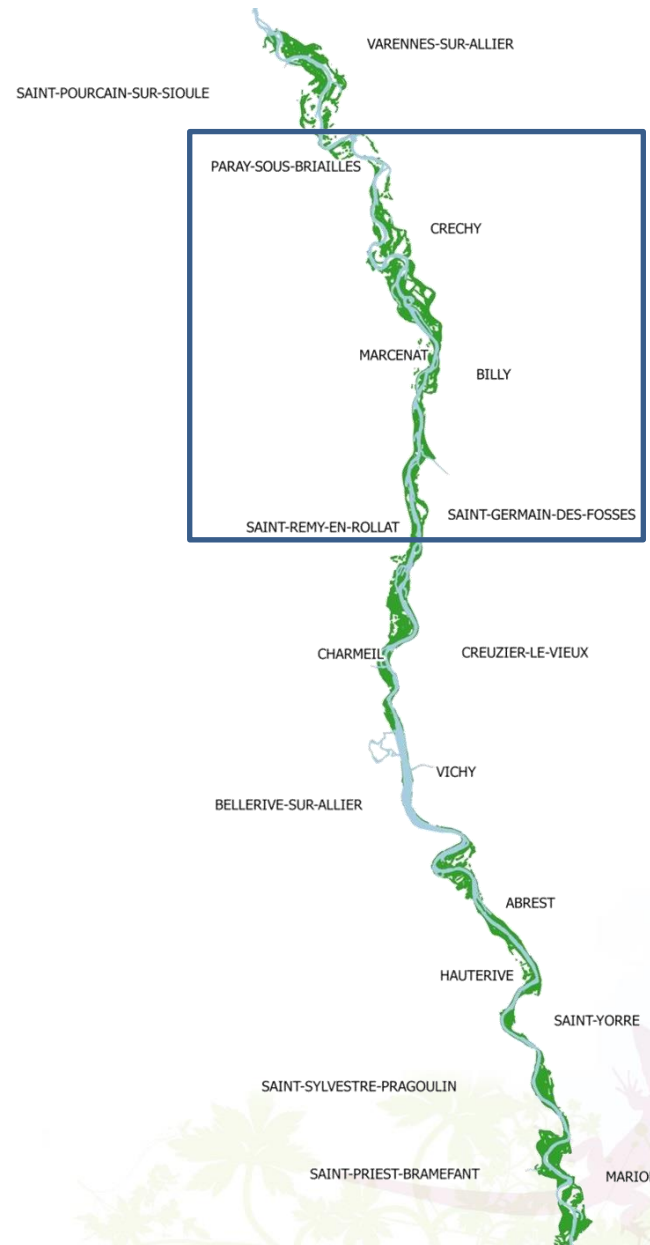 VARENNES-SUR-ALLIER
SAINT-POURCAIN-SUR-SIOULE
PARAY-SOUS-BRIAILLES
CRECHY
MARCENAT
BILLY
SAINT-GERMAIN-DES-FOSSES
SAINT-REMY-EN-ROLLAT
CHARMEIL
CREUZIER-LE-VIEUX
VICHY
BELLERIVE-SUR-ALLIER
ABREST
HAUTERIVE
SAINT-YORRE
SAINT-SYLVESTRE-PRAGOULIN
SAINT-PRIEST-BRAMEFANT